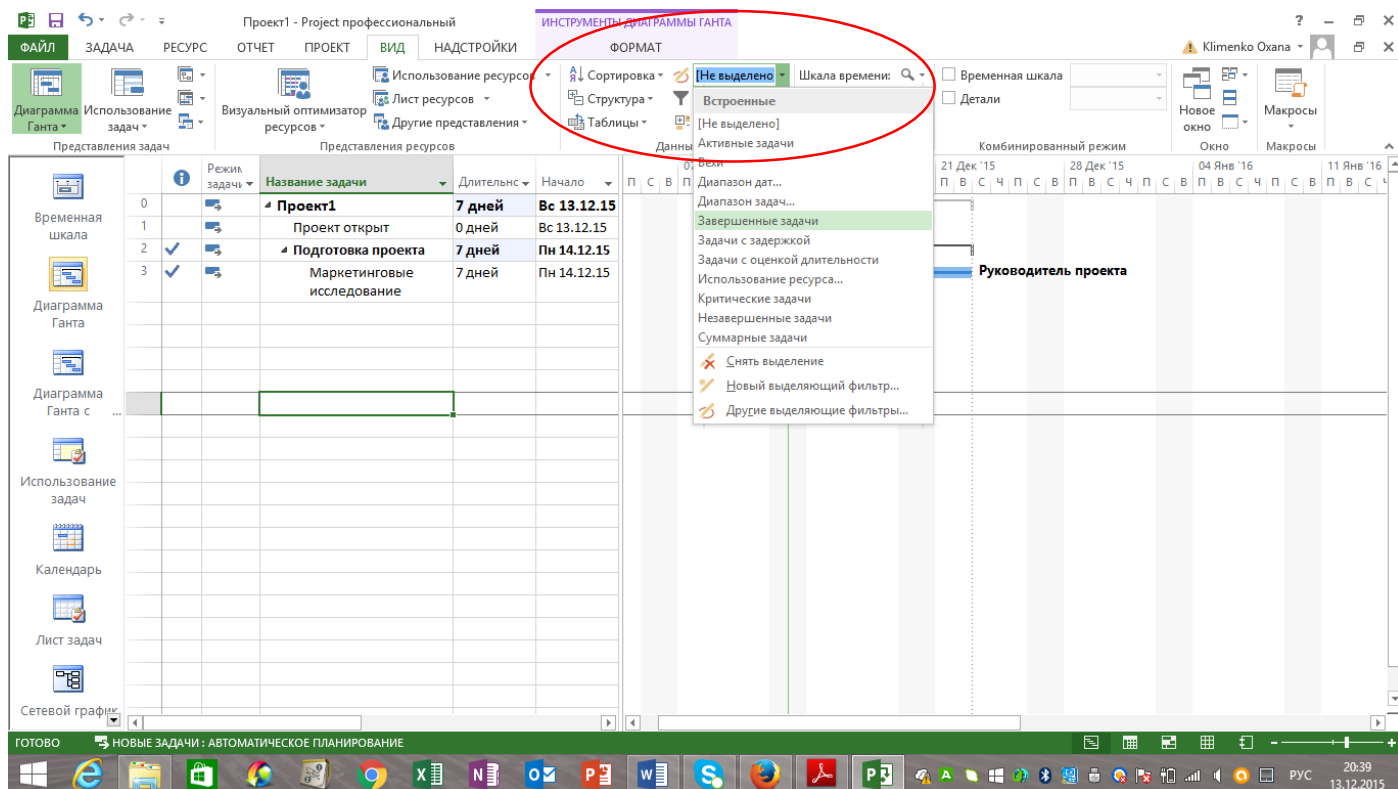 Проект1 - Project профессиональный
ИНСТРУМЕНТЫ ДИАГРАММЫ ГАНТА
?
ФАЙЛ ЗАДАЧА РЕСУРС ОТЧЕТ ПРОЕКТ ВИД НАДСТРОЙКИ ФОРМАТ
Klimenko Oxana
Диаграмма Ганта
Использование задач
Представления задач
Визуальный оптимизатор ресурсов
Использование ресурсов
Лист ресурсов
Другие представления
Представления ресурсов
Сортировка
Структура
Таблицы
[Не выделено
Шкала времени:
Временная шкала
Детали
Комбинированный режим
Новое окно
Окно
Макросы
Макросы
Данны
Встроенные
[Не выделено]
Активные задачи
Вехи
Диапазон дат...
Диапазон задач...
Завершенные задачи
Задачи с задержкой
Задачи с оценкой длительности
Использование ресурса...
Критические задачи
Незавершенные задачи
Суммарные задачи
Снять выделение
Новый выделяющий фильтр...
Другие выделяющие фильтры...
Временная шкала
Диаграмма Ганта
Диаграмма Ганта с ...
Использование задач
Календарь
Лист задач
Сетевой график
Режим задачи
Название задачи
Длительнс
Начало
П С В П
21 Дек '15
28 Дек '15
04 Янв '16
11 Янв '16
П В С Ч П С В П В С Ч П С В П В С Ч П С В П В С Ч
0 Проект1 7 дней Вс 13.12.15
1 Проект открыт 0 дней Вс 13.12.15
2 Подготовка проекта 7 дней Пн 14.12.15
3 Маркетинговые исследование 7 дней Пн 14.12.15
Руководитель проекта
ГОТОВО
НОВЫЕ ЗАДАЧИ : АВТОМАТИЧЕСКОЕ ПЛАНИРОВАНИЕ
РУС
20:39
13.12.2015